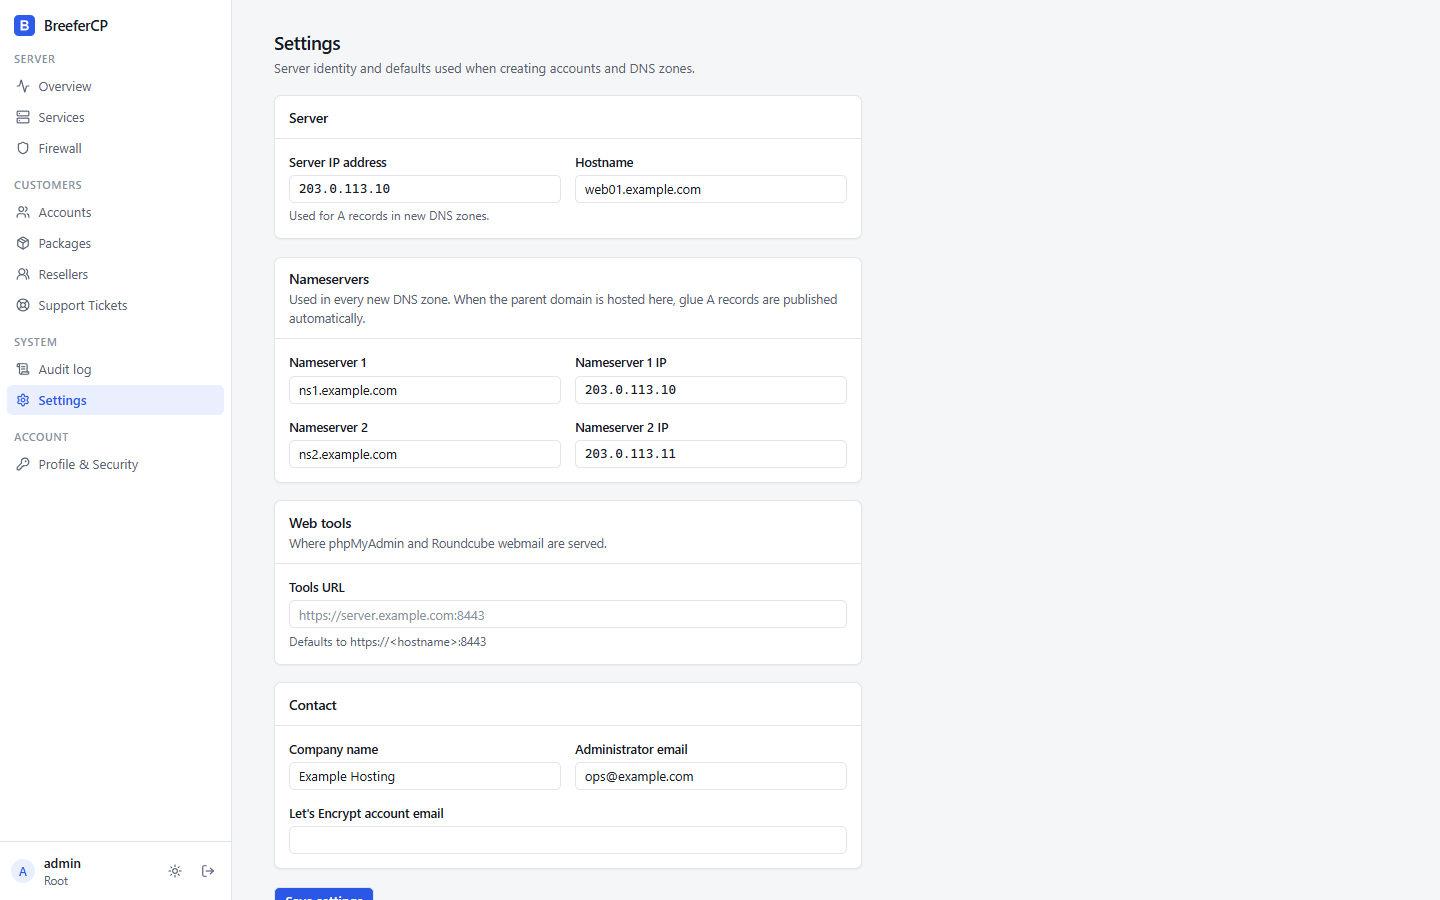 B BreeferCP
SERVER
Overview
Services
Firewall
CUSTOMERS
Accounts
Packages
Resellers
Support Tickets
SYSTEM
Audit log
Settings
ACCOUNT
Profile & Security
A admin
Root
Settings
Server identity and defaults used when creating accounts and DNS zones.
Server
Server IP address
203.0.113.10
Used for A records in new DNS zones.
Hostname
web01.example.com
Nameservers
Used in every new DNS zone. When the parent domain is hosted here, glue A records are published
automatically.
Nameserver 1
ns1.example.com
Nameserver 1 IP
203.0.113.10
Nameserver 2
ns2.example.com
Nameserver 2 IP
203.0.113.11
Web tools
Where phpMyAdmin and Roundcube webmail are served.
Tools URL
https://server.example.com:8443
Defaults to https://<hostname>:8443
Contact
Company name
Example Hosting
Administrator email
ops@example.com
Let's Encrypt account email
Save settings